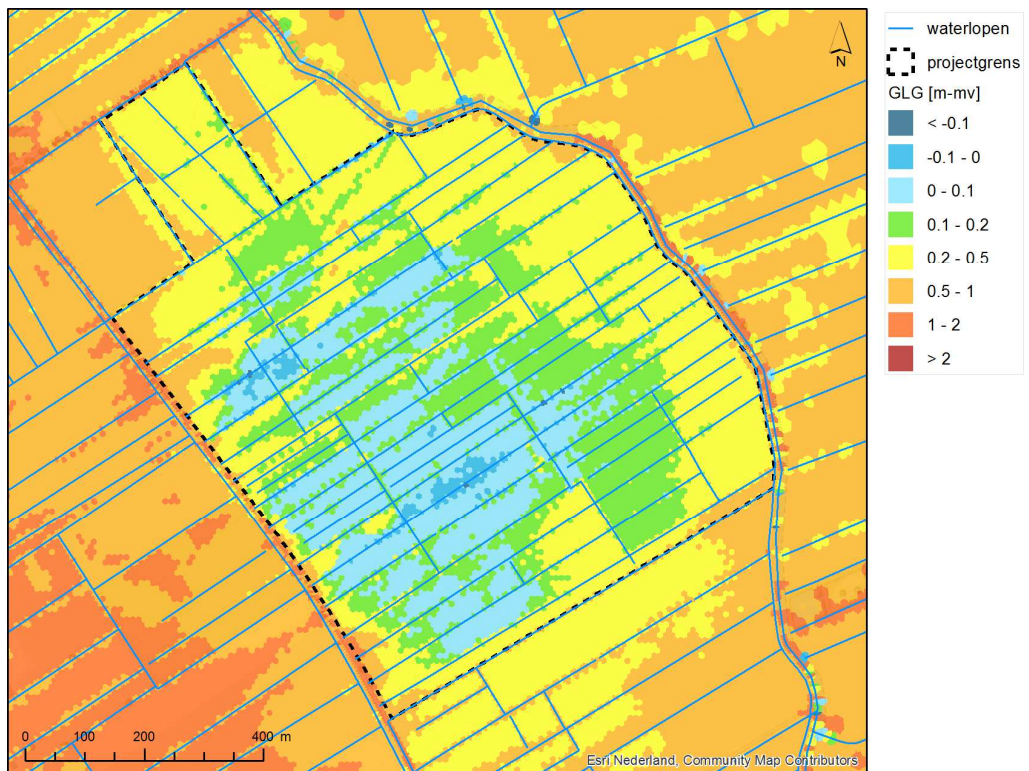 waterlopen
projectgrens
GLG [m-mv]
< -0.1
-0.1 - 0
0 - 0.1
0.1 - 0.2
0.2 - 0.5
0.5 - 1
1 - 2
> 2
N
0 100 200 400 m
Esri Nederland, Community Map Contributors